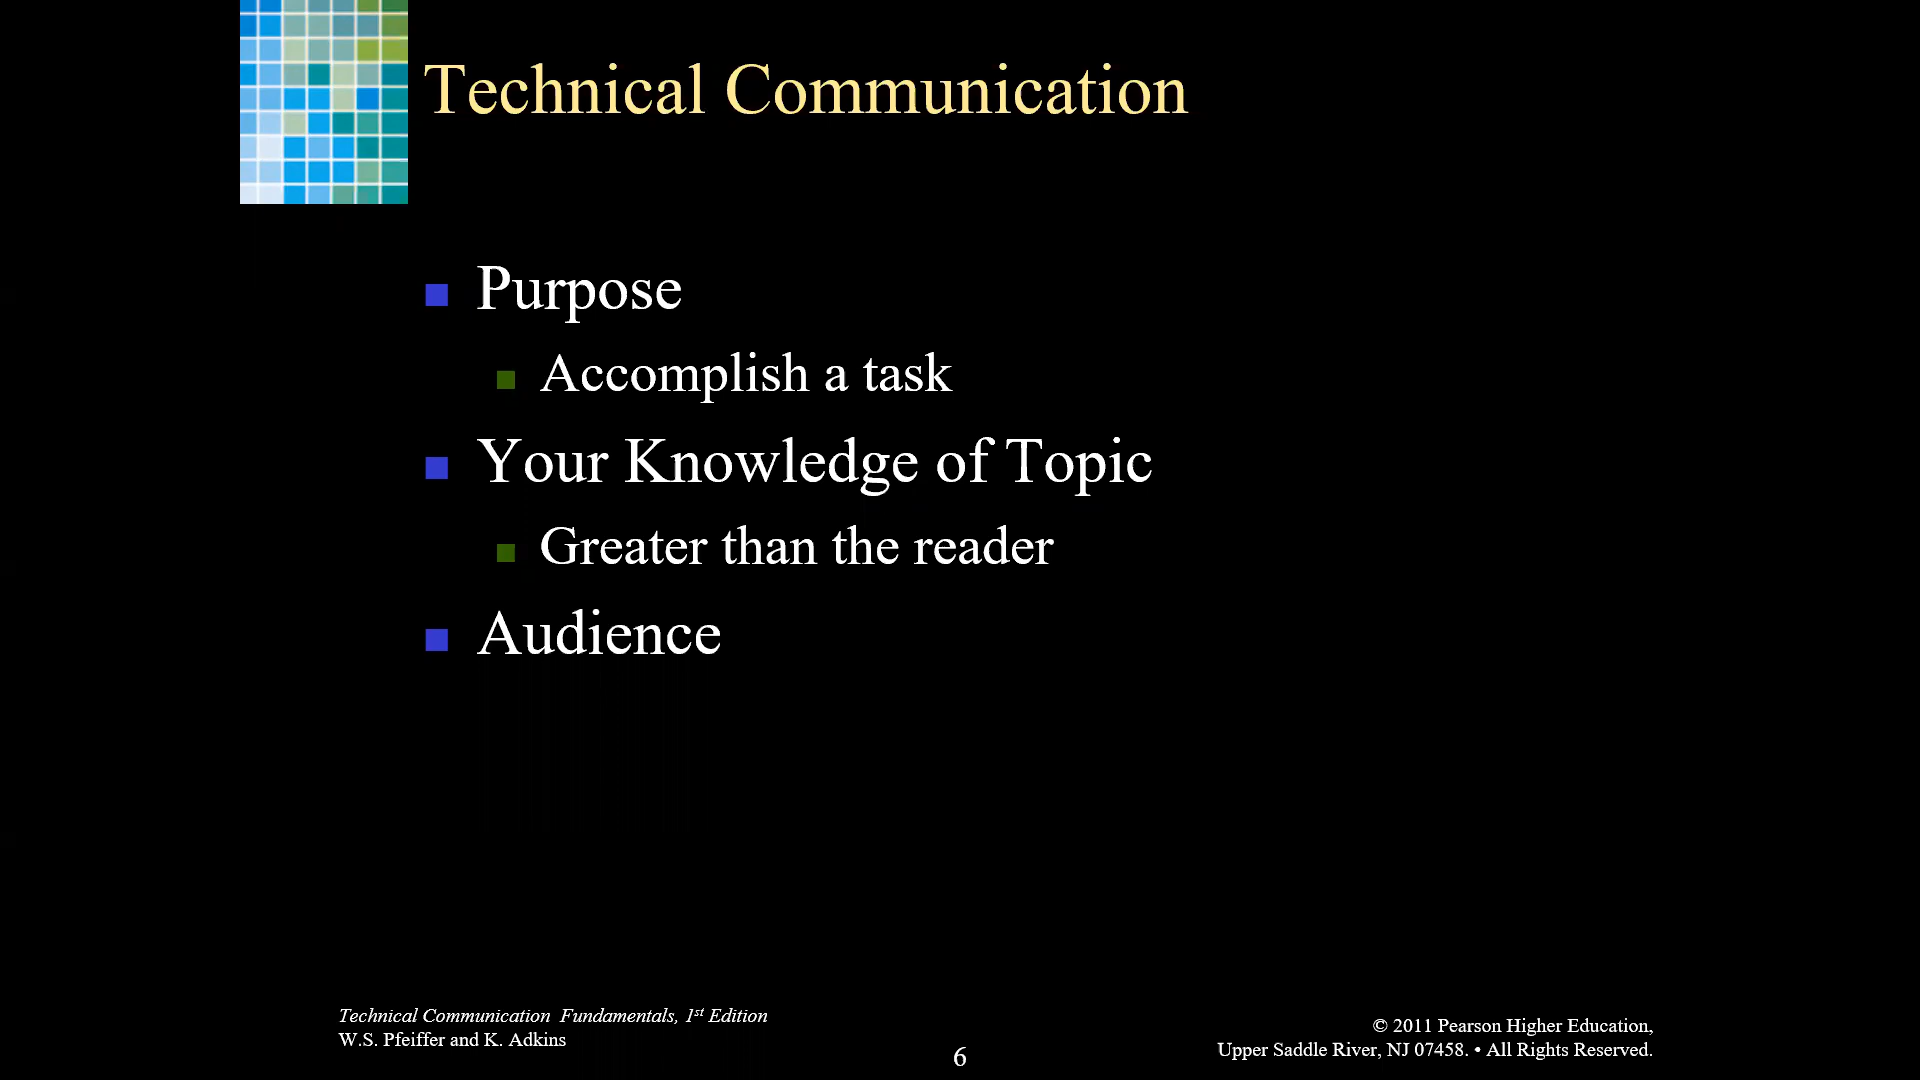 Technical Communication
Purpose
Accomplish a task
Your Knowledge of Topic
Greater than the reader
Audience
Technical Communication Fundamentals, 1st Edition
W.S. Pfeiffer and K. Adkins
6
© 2011 Pearson Higher Education,
Upper Saddle River, NJ 07458. • All Rights Reserved.